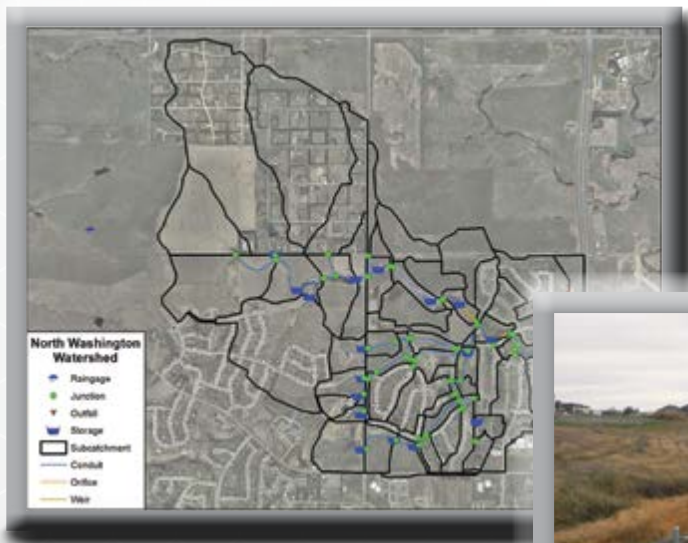 North Washington
Watershed
Raingage
Junction
Outfall
Storage
Subcatchment
Conduit
Orifice
Weir